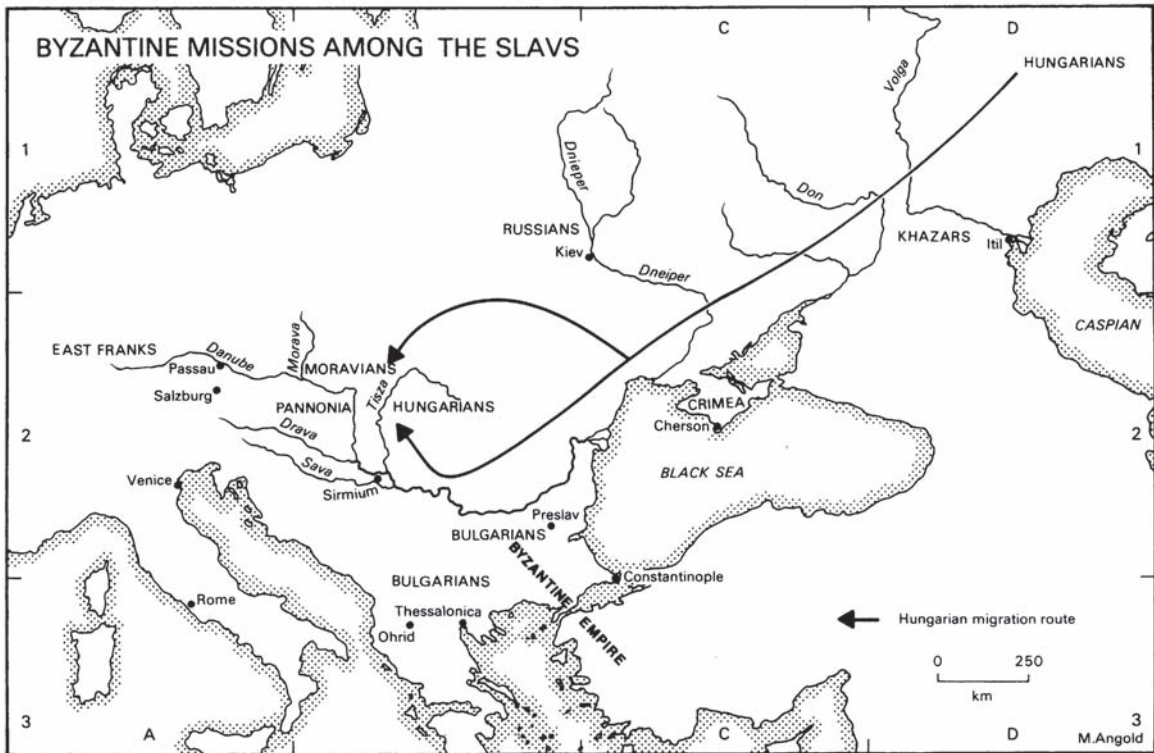 BYZANTINE MISSIONS AMONG THE SLAVS
C
D
HUNGARIANS
Volga
1
1
Dnieper
Don
RUSSIANS
KHAZARS
Itil
Kiev
Dneiper
CASPIAN
EAST FRANKS
Danube
Morava
MORAVIANS
Passau
Tisza
Salzburg
PANNONIA
HUNGARIANS
CRIMEA
Cherson
2
2
Drava
Sava
BLACK SEA
Venice
Sirmium
Preslav
BULGARIANS
BYZANTINE EMPIRE
Constantinople
BULGARIANS
Rome
Thessalonica
Ohrid
Hungarian migration route
0 250
km
3
A
C
D
3
M.Angold